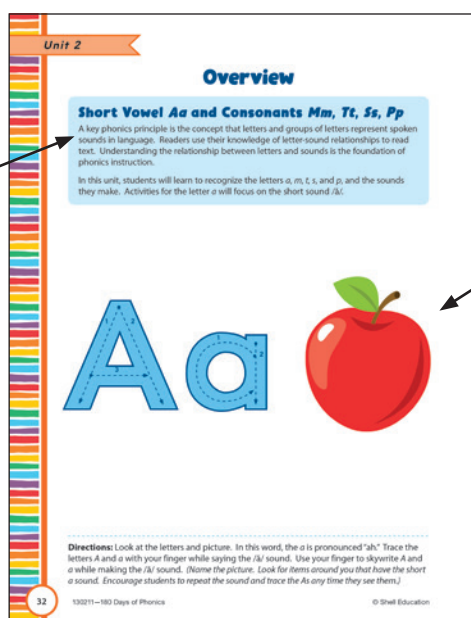 Unit 2
Overview
Short Vowel Aa and Consonants Mm, Tt, Ss, Pp
A key phonics principle is the concept that letters and groups of letters represent spoken
sounds in language. Readers use their knowledge of letter-sound relationships to read
text. Understanding the relationship between letters and sounds is the foundation of
phonics instruction.
In this unit, students will learn to recognize the letters a, m, t, s, and p, and the sounds
they make. Activities for the letter a will focus on the short sound /ă/.
Aa
1 2
3
1
2
Directions: Look at the letters and picture. In this word, the a is pronounced "ah." Trace the
letters A and a with your finger while saying the /ă/ sound. Use your finger to skywrite A and
a while making the /ă/ sound. (Name the picture. Look for items around you that have the short
a sound. Encourage students to repeat the sound and trace the As any time they see them.)
32
130211—180 Days of Phonics
© Shell Education